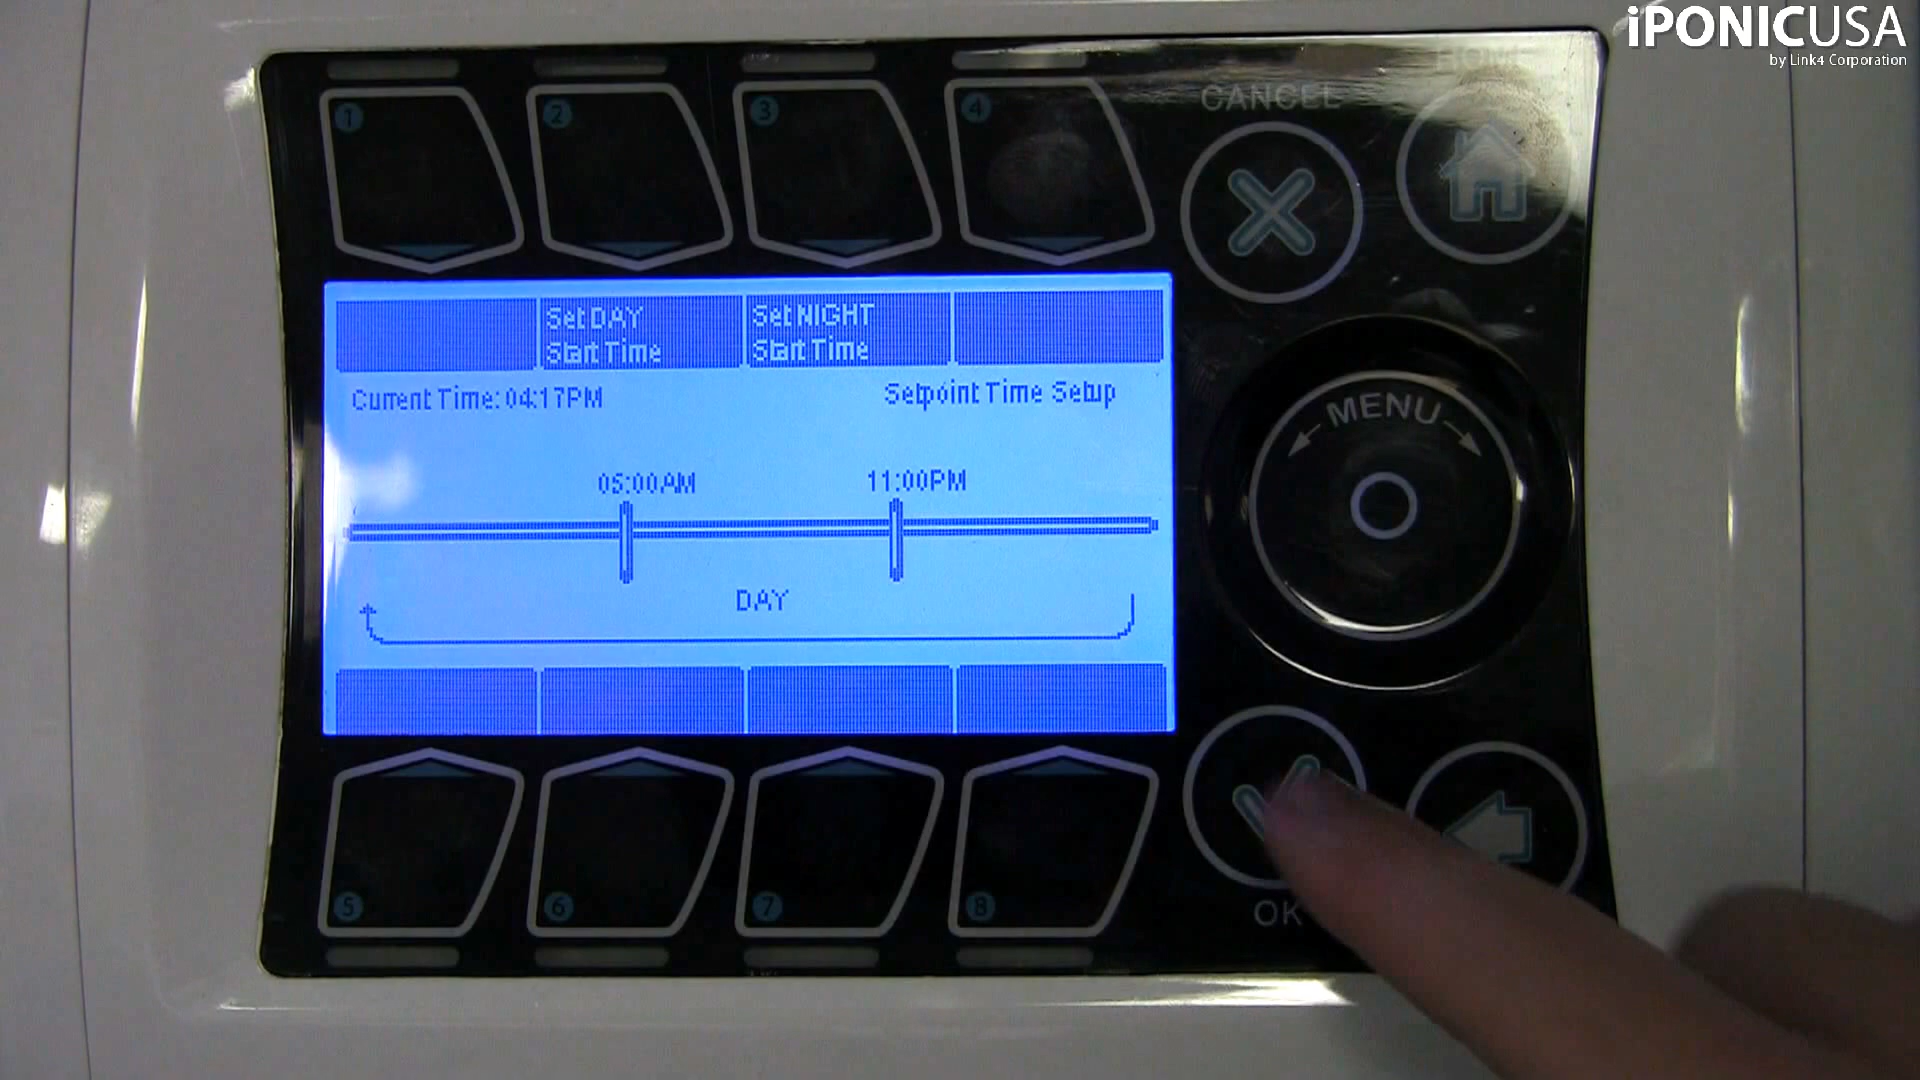 iPONICUSA
by Link4 Corporation
HOME
CANCEL
1
2
3
4
Set DAY
Start Time
Set NIGHT
Start Time
Current Time: 04:17PM
Setpoint Time Setup
05:00AM
11:00PM
DAY
MENU
5
6
7
8
OK